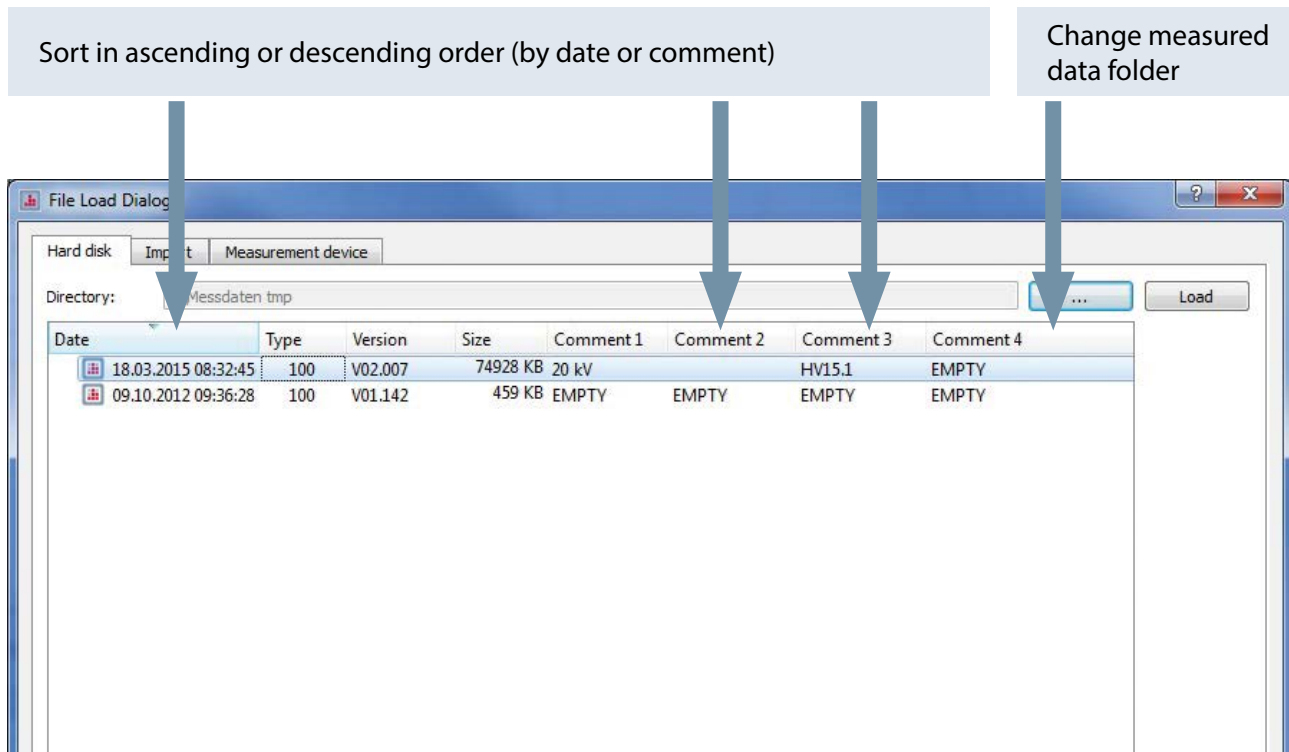 Sort in ascending or descending order (by date or comment)
Change measured
data folder
File Load Dialog
Hard disk Import Measurement device
Directory: Messdaten tmp ... Load
Date Type Version Size Comment 1 Comment 2 Comment 3 Comment 4
18.03.2015 08:32:45 100 V02.007 74928 KB 20 kV HV15.1 EMPTY
09.10.2012 09:36:28 100 V01.142 459 KB EMPTY EMPTY EMPTY EMPTY